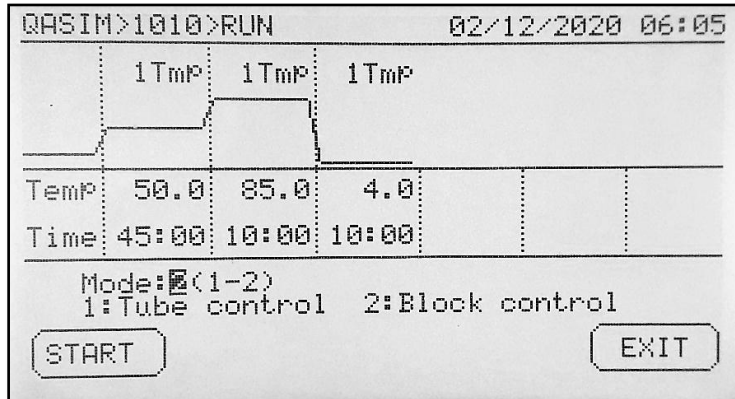 QASIM>1010>RUN 02/12/2020 06:05
1Tmp 1Tmp 1Tmp
Temp 50.0 85.0 4.0
Time 45:00 10:00 10:00
Mode:2(1-2)
1:Tube control 2:Block control
START EXIT